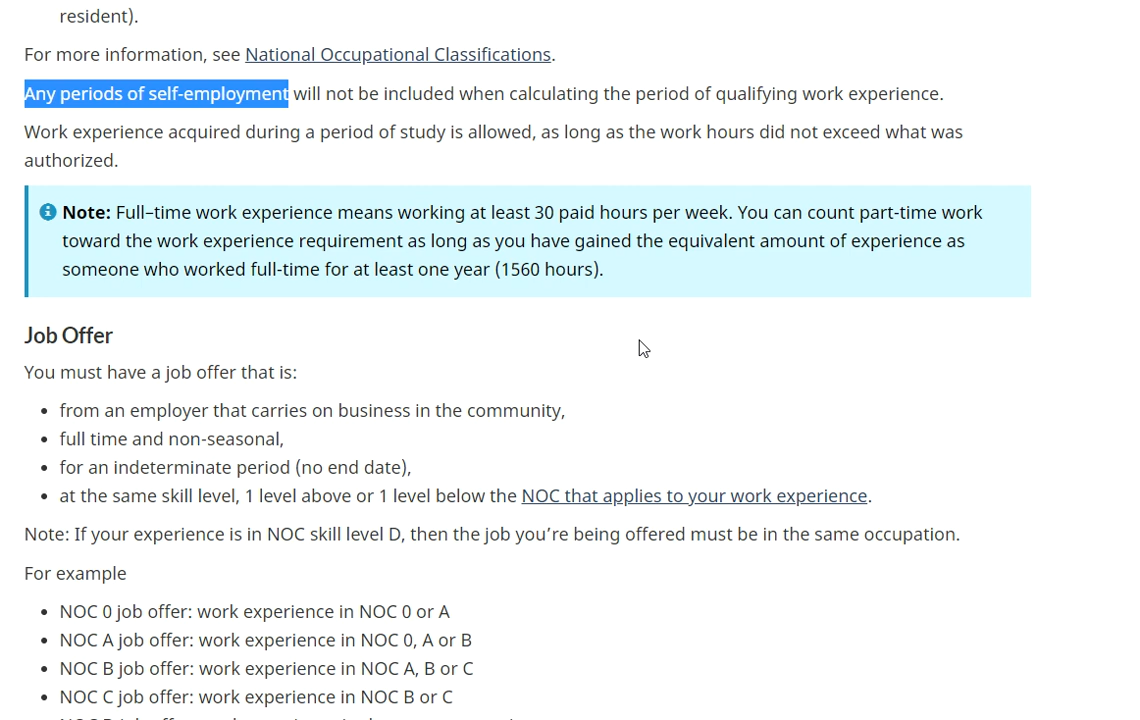 resident).
For more information, see National Occupational Classifications.
Any periods of self-employment will not be included when calculating the period of qualifying work experience.
Work experience acquired during a period of study is allowed, as long as the work hours did not exceed what was
authorized.
Note: Full–time work experience means working at least 30 paid hours per week. You can count part-time work
toward the work experience requirement as long as you have gained the equivalent amount of experience as
someone who worked full-time for at least one year (1560 hours).
Job Offer
You must have a job offer that is:
• from an employer that carries on business in the community,
• full time and non-seasonal,
• for an indeterminate period (no end date),
• at the same skill level, 1 level above or 1 level below the NOC that applies to your work experience.
Note: If your experience is in NOC skill level D, then the job you’re being offered must be in the same occupation.
For example
• NOC 0 job offer: work experience in NOC 0 or A
• NOC A job offer: work experience in NOC 0, A or B
• NOC B job offer: work experience in NOC A, B or C
• NOC C job offer: work experience in NOC B or C